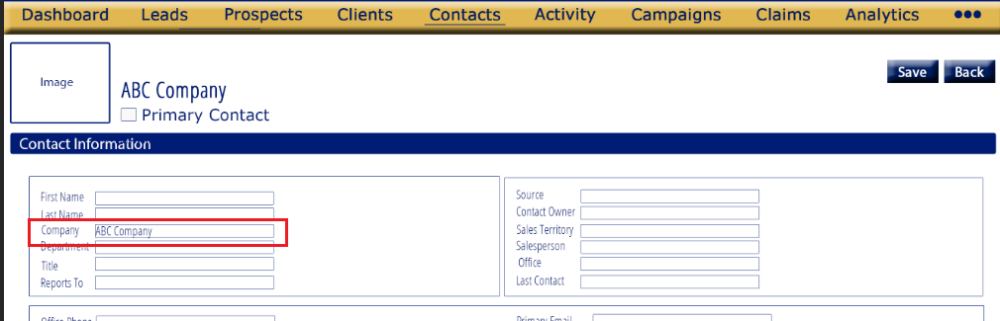 Dashboard Leads Prospects Clients Contacts Activity Campaigns Claims Analytics •••
Image
ABC Company
Save Back
Primary Contact
Contact Information
First Name
Last Name
Company ABC Company
Department
Title
Reports To
Source
Contact Owner
Sales Territory
Salesperson
Office
Last Contact
Office Phone
Primary Email